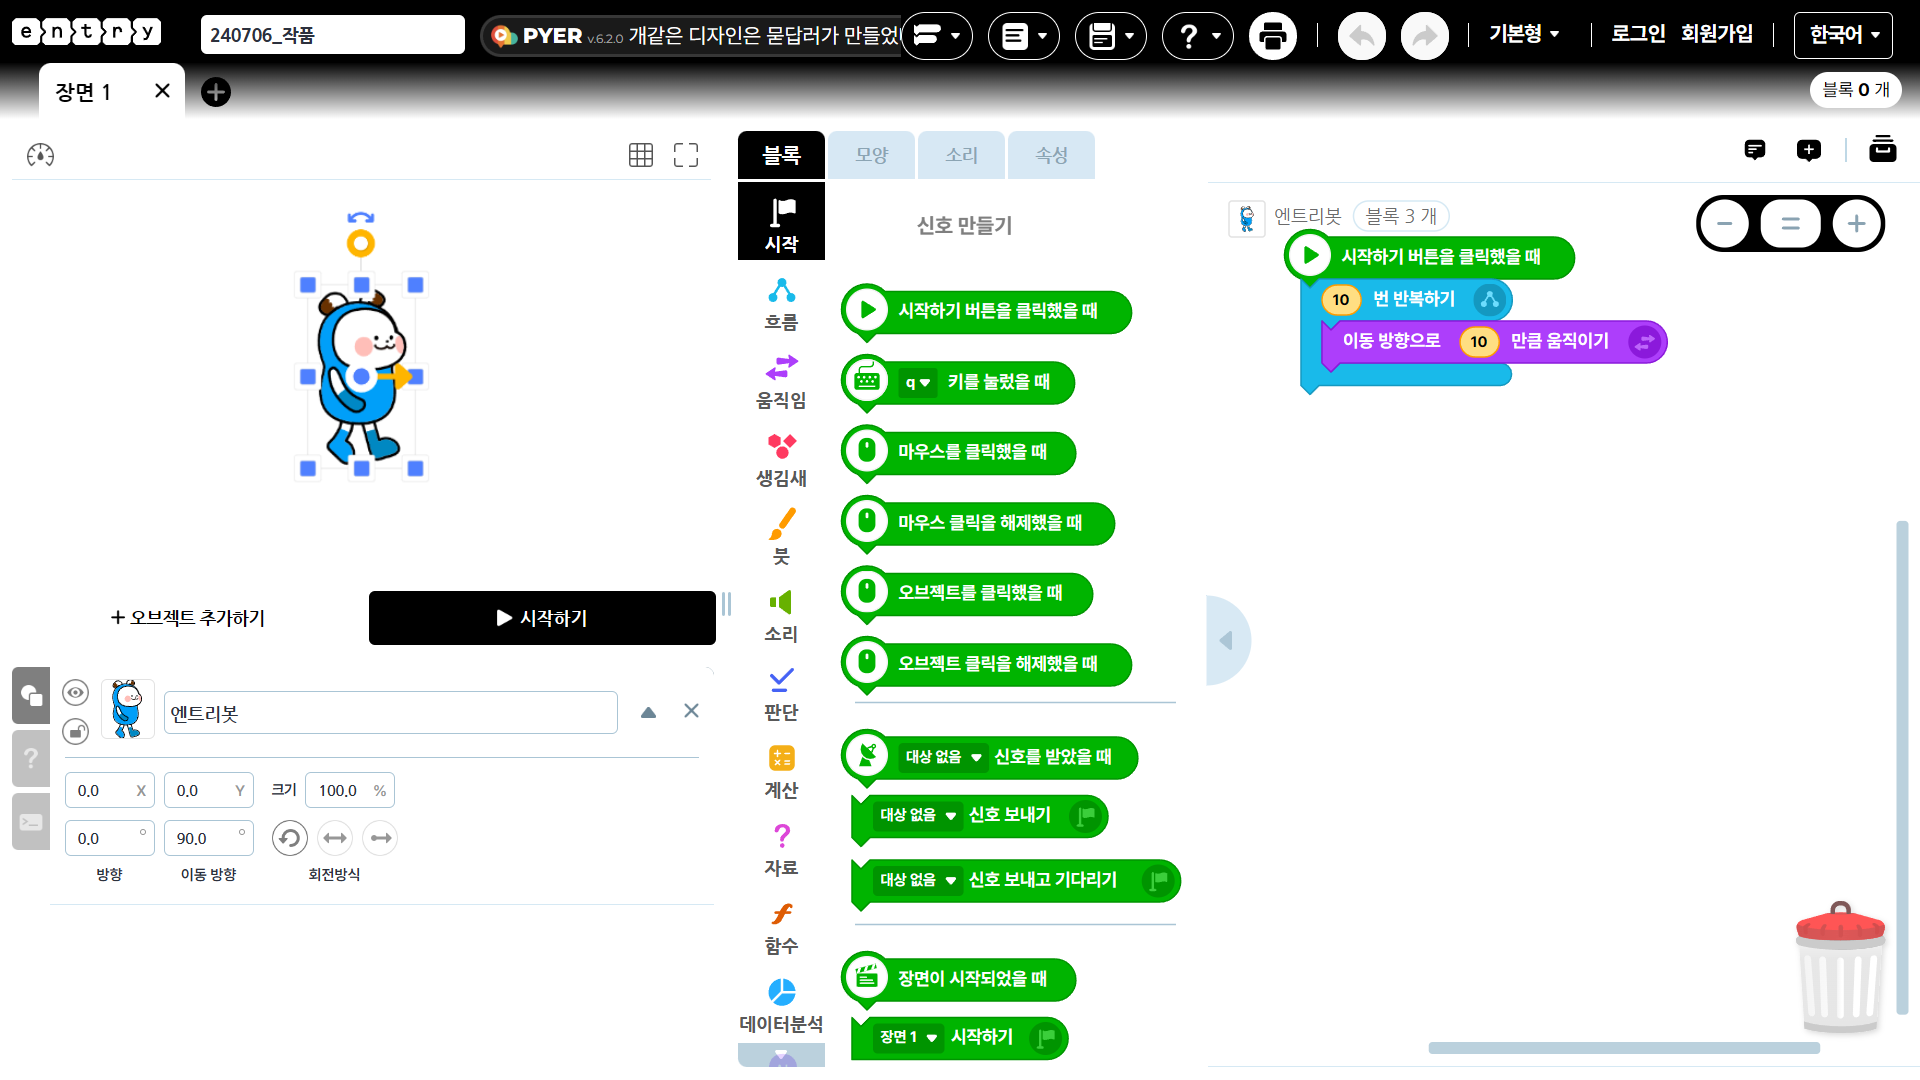 entry
240706_작품
PYER v.6.2.0 개같은 디자인은 묻답러가 만들었
?
기본형
로그인 회원가입
한국어
장면 1
블록 0 개
블록 모양 소리 속성
시작
흐름
움직임
생김새
붓
소리
판단
계산
자료
함수
데이터분석
신호 만들기
시작하기 버튼을 클릭했을 때
q 키를 눌렀을 때
마우스를 클릭했을 때
마우스 클릭을 해제했을 때
오브젝트를 클릭했을 때
오브젝트 클릭을 해제했을 때
대상 없음 신호를 받았을 때
대상 없음 신호 보내기
대상 없음 신호 보내고 기다리기
장면이 시작되었을 때
장면 1 시작하기
엔트리봇 블록 3 개
시작하기 버튼을 클릭했을 때
10 번 반복하기
이동 방향으로 10 만큼 움직이기
+ 오브젝트 추가하기
시작하기
엔트리봇
0.0 X 0.0 Y 크기 100.0 %
0.0 ° 90.0 °
방향 이동 방향 회전방식